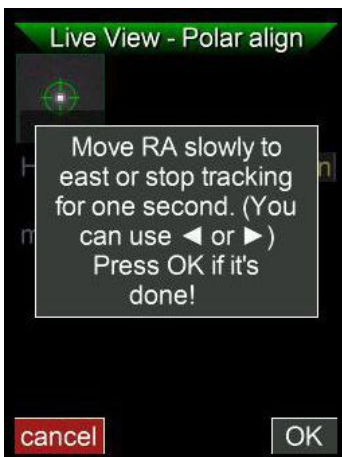 Live View - Polar align
Move RA slowly to
east or stop tracking
for one second. (You
can use ◄ or ►)
Press OK if it's
done!
cancel
OK